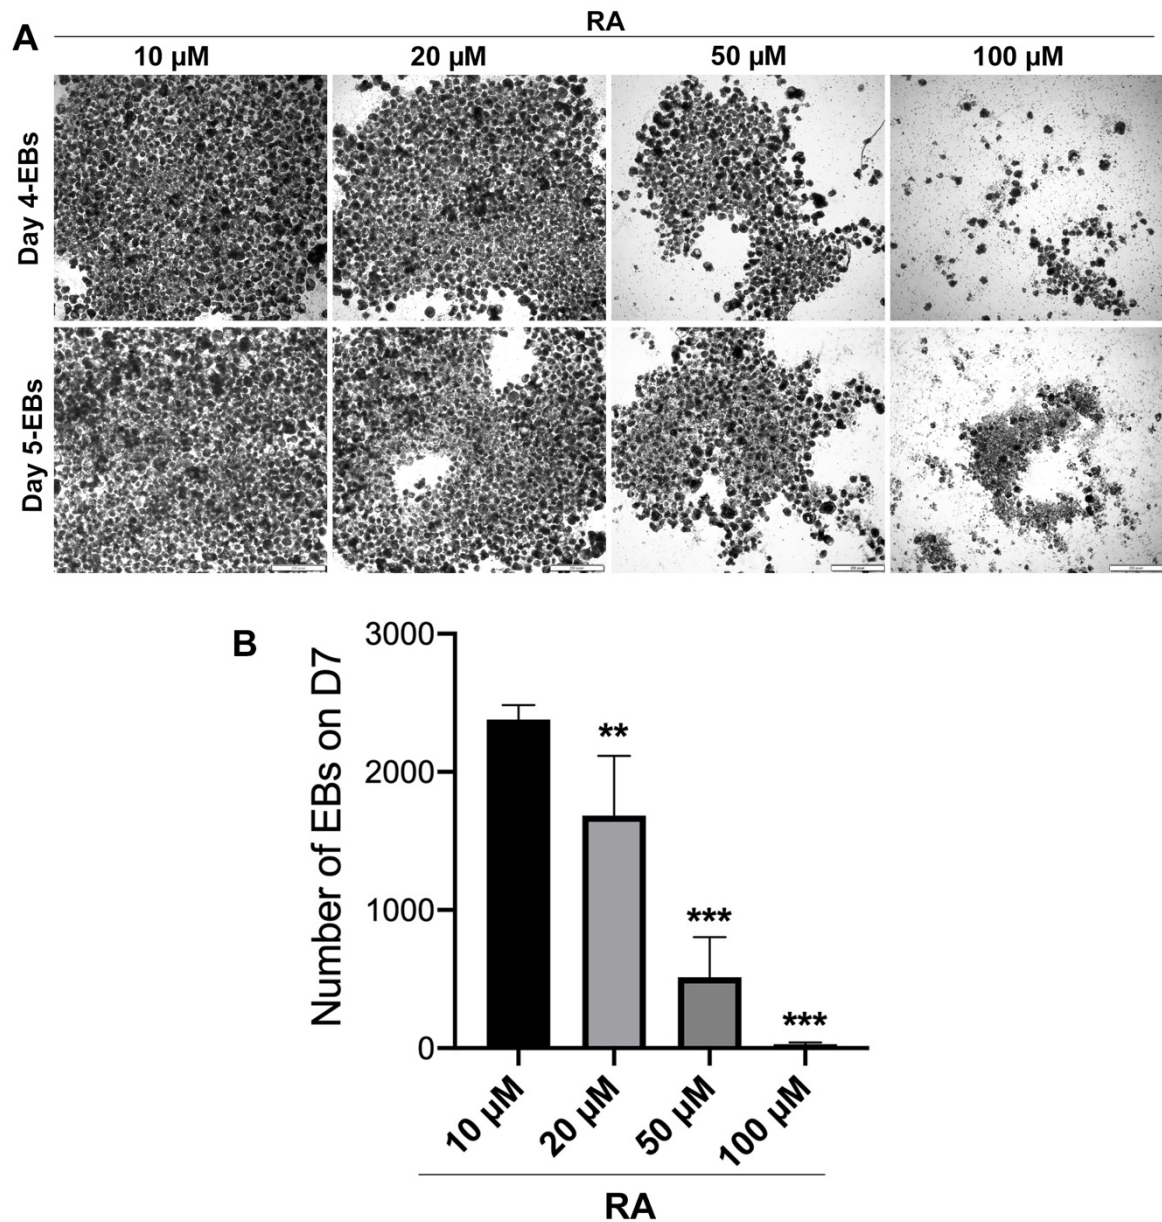 A
RA
10 µM 20 µM 50 µM 100 µM
Day 4-EBs
Day 5-EBs
B
Number of EBs on D7
3000
2000
1000
0
**
***
***
10 µM 20 µM 50 µM 100 µM
RA